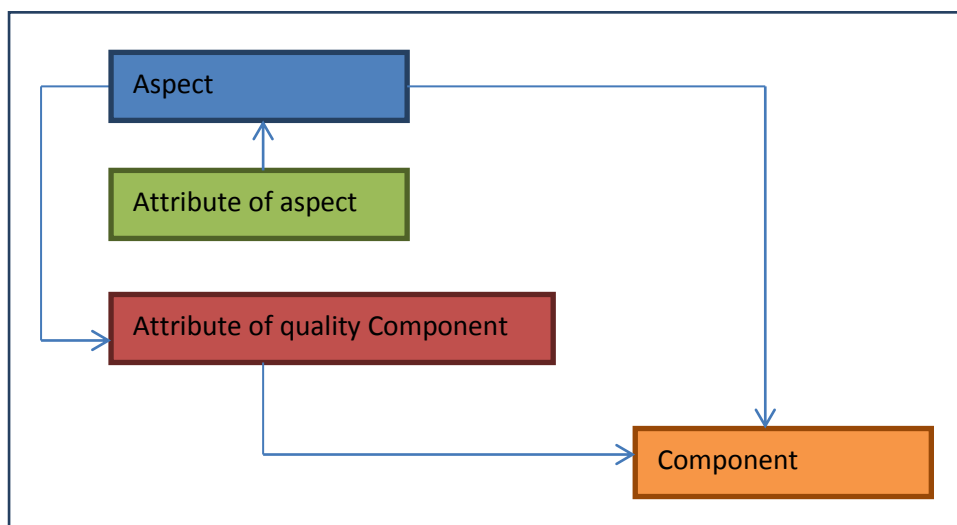 Aspect
Attribute of aspect
Attribute of quality Component
Component